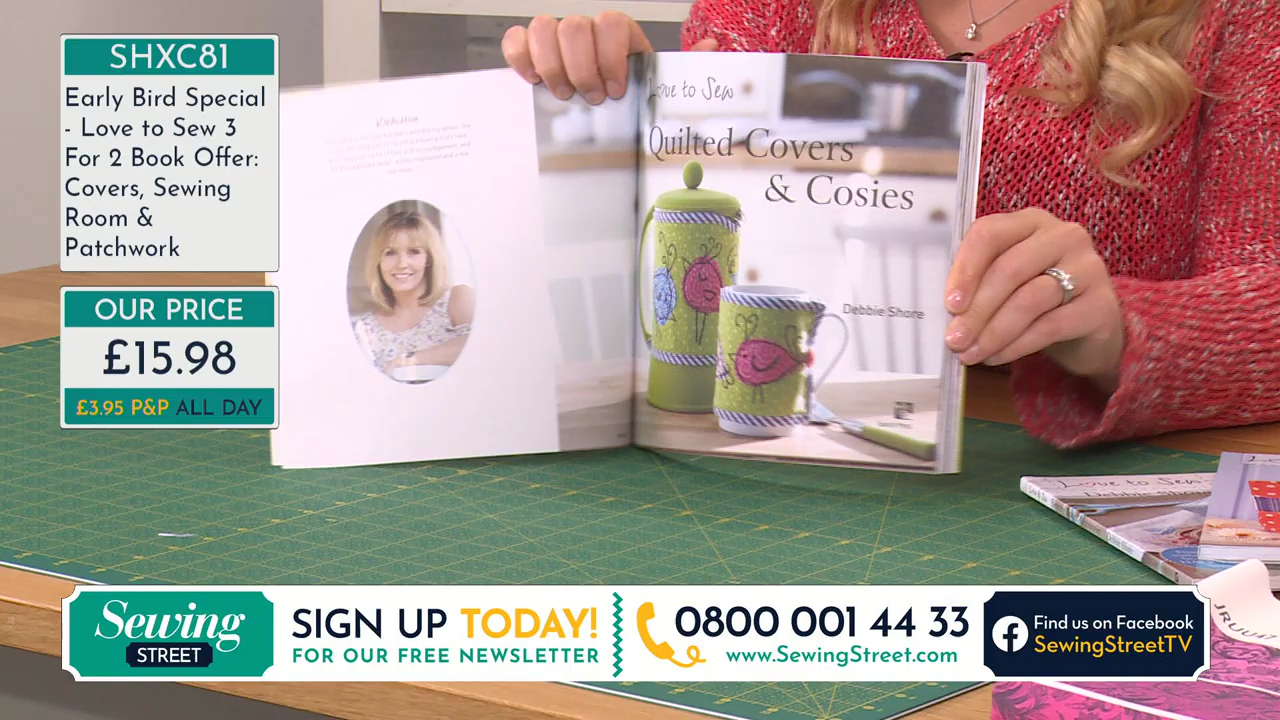 SHXC81
Early Bird Special
- Love to Sew 3
For 2 Book Offer:
Covers, Sewing
Room &
Patchwork
OUR PRICE
£15.98
£3.95 P&P ALL DAY
Dedication
Love to Sew
Quilted Covers
& Cosies
Debbie Shore
Love to Sew
Debbie
Sewing
STREET
SIGN UP TODAY!
FOR OUR FREE NEWSLETTER
0800 001 44 33
www.SewingStreet.com
Find us on Facebook
SewingStreetTV